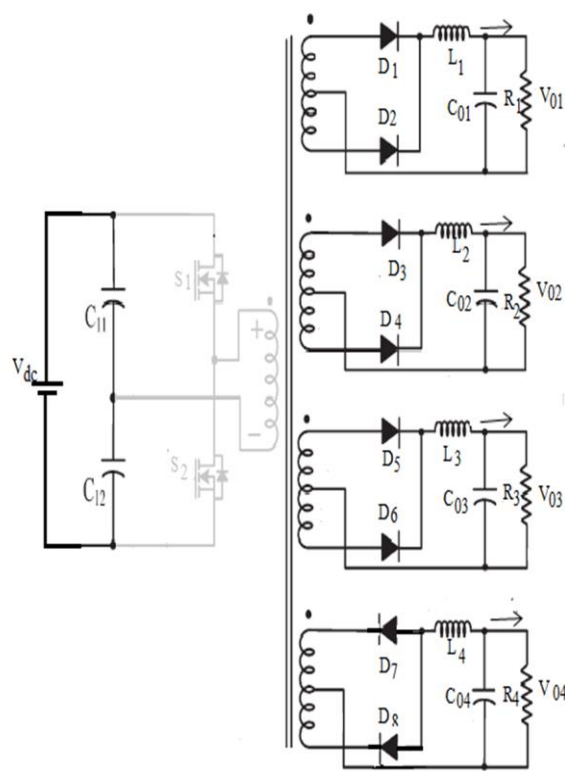 D1
L1
C01
R1
V01
D2
D3
L2
C02
R2
V02
D4
S1
C11
Vdc
+
−
S2
C12
D5
L3
C03
R3
V03
D6
D7
L4
C04
R4
V04
D8